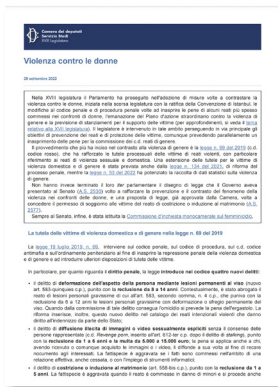 Camera dei deputati
Servizio Studi
XVIII Legislatura
Violenza contro le donne
28 settembre 2022
Nella XVIII legislatura il Parlamento ha proseguito nell'adozione di misure volte a contrastare la
violenza contro le donne, iniziata nella scorsa legislatura con la ratifica della Convenzione di Istanbul, le
modifiche al codice penale e di procedura penale volte ad inasprire le pene di alcuni reati più spesso
commessi nei confronti di donne, l'emanazione del Piano d'azione straordinario contro la violenza di
genere e la previsione di stanziamenti per il supporto delle vittime (per approfondimenti, si veda il tema
relativo alla XVII legislatura). Il legislatore è intervenuto in tale ambito perseguendo in via principale gli
obiettivi di prevenzione dei reati e di protezione delle vittime, comunque prevedendo parallelamente un
inasprimento delle pene per la commissione dei c.d. reati di genere.
Il provvedimento che più ha inciso nel contrasto alla violenza di genere è la legge n. 69 del 2019 (c.d.
codice rosso), che ha rafforzato le tutele processuali delle vittime di reati violenti, con particolare
riferimento ai reati di violenza sessuale e domestica. Una estensione delle tutele per le vittime di
violenza domestica e di genere è stata prevista anche dalla legge n. 134 del 2021, di riforma del
processo penale, mentre la legge n. 53 del 2022 ha potenziato la raccolta di dati statistici sulla violenza
di genere.
Non hanno invece terminato il loro iter parlamentare il disegno di legge che il Governo aveva
presentato al Senato (A.S. 2530) volto a rafforzare la prevenzione e il contrasto del fenomeno della
violenza nei confronti delle donne, e una proposta di legge, già approvata dalla Camera, volta a
concedere il permesso di soggiorno alle vittime del reato di costrizione o induzione al matrimonio (A.S.
2577).
Sempre al Senato, infine, è stata istituita la Commissione d'inchiesta monocamerale sul femminicidio.
La tutela delle vittime di violenza domestica e di genere nella legge n. 69 del 2019
La legge 19 luglio 2019, n. 69, interviene sul codice penale, sul codice di procedura, sul c.d. codice
antimafia e sull'ordinamento penitenziario al fine di inasprire la repressione penale della violenza domestica e
di genere e ad introdurre ulteriori disposizioni di tutela delle vittime.
In particolare, per quanto riguarda il diritto penale, la legge introduce nel codice quattro nuovi delitti:
• il delitto di deformazione dell'aspetto della persona mediante lesioni permanenti al viso (nuovo
art. 583-quinquies c.p.), punito con la reclusione da 8 a 14 anni. Contestualmente, è stato abrogato il
reato di lesioni personali gravissime di cui all'art. 583, secondo comma, n. 4 c.p., che puniva con la
reclusione da 6 a 12 anni le lesioni personali gravissime con deformazione o sfregio permanente del
viso. Quando dalla commissione di tale delitto consegua l'omicidio si prevede la pena dell'ergastolo. La
riforma inserisce, inoltre, questo nuovo delitto nel catalogo dei reati intenzionali violenti che danno
diritto all'indennizzo da parte dello Stato;
• il delitto di diffusione illecita di immagini o video sessualmente espliciti senza il consenso delle
persone rappresentate (c.d. Revenge porn, inserito all'art. 612-ter c.p. dopo il delitto di stalking), punito
con la reclusione da 1 a 6 anni e la multa da 5.000 a 15.000 euro; la pena si applica anche a chi,
avendo ricevuto o comunque acquisito le immagini o i video, li diffonde a sua volta al fine di recare
nocumento agli interessati. La fattispecie è aggravata se i fatti sono commessi nell'ambito di una
relazione affettiva, anche cessata, o con l'impiego di strumenti informatici.
• il delitto di costrizione o induzione al matrimonio (art. 558-bis c.p.), punito con la reclusione da 1 a
5 anni. La fattispecie è aggravata quando il reato è commesso in danno di minori e si procede anche